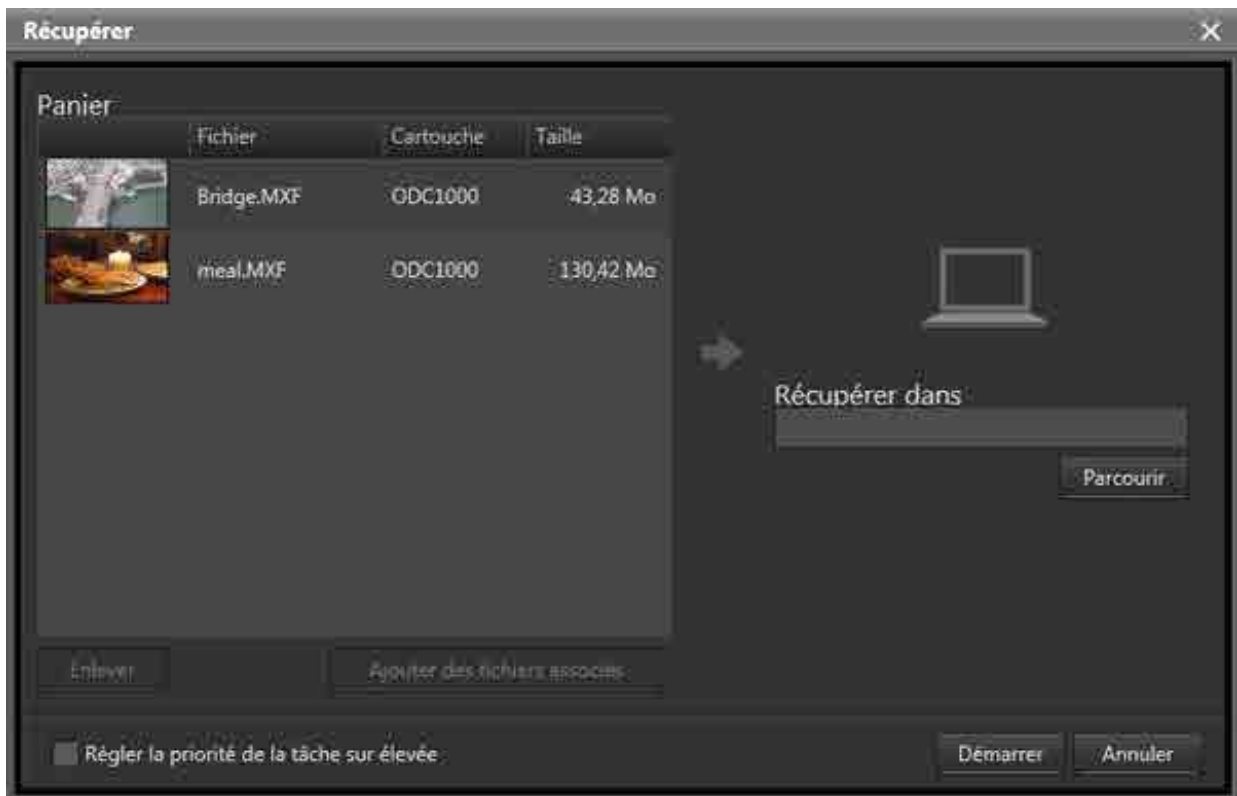 Récupérer
Panier
Fichier Cartouche Taille
Bridge.MXF ODC1000 43,28 Mo
meal.MXF ODC1000 130,42 Mo
Récupérer dans
Parcourir
Enlever Ajouter des fichiers associés
Régler la priorité de la tâche sur élevée Démarrer Annuler